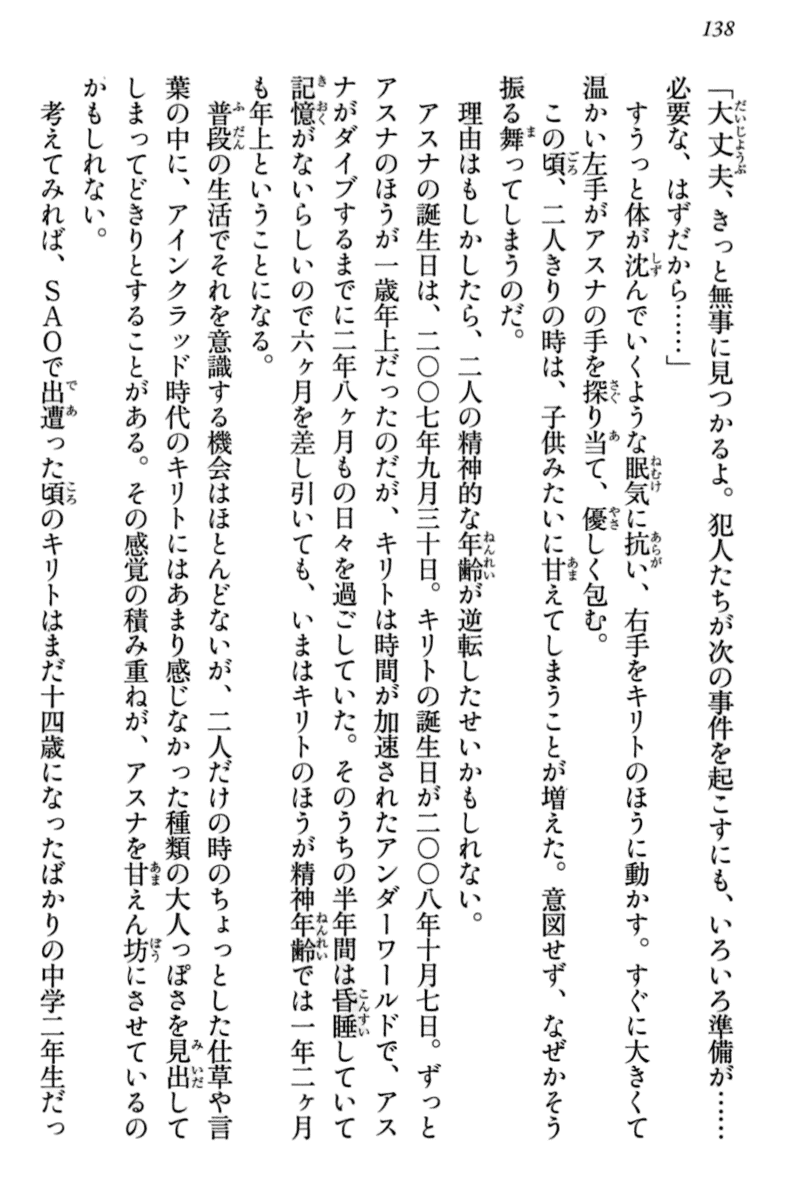 138
「大丈夫、きっと無事に見つかるよ。犯人たちが次の事件を起こすにも、いろいろ準備が……
必要な、はずだから……」
すうっと体が沈んでいくような眠気に抗い、右手をキリトのほうに動かす。すぐに大きくて
温かい左手がアスナの手を探り当て、優しく包む。
この頃、二人きりの時は、子供みたいに甘えてしまうことが増えた。意図せず、なぜかそう
振る舞ってしまうのだ。
理由はもしかしたら、二人の精神的な年齢が逆転したせいかもしれない。
アスナの誕生日は、二〇〇七年九月三十日。キリトの誕生日が二〇〇八年十月七日。ずっと
アスナのほうが一歳年上だったのだが、キリトは時間が加速されたアンダーワールドで、アス
ナがダイブするまでに二年八ヶ月もの日々を過ごしていた。そのうちの半年間は昏睡していて
記憶がないらしいので六ヶ月を差し引いても、いまはキリトのほうが精神年齢では一年二ヶ月
も年上ということになる。
普段の生活でそれを意識する機会はほとんどないが、二人だけの時のちょっとした仕草や言
葉の中に、アインクラッド時代のキリトにはあまり感じなかった種類の大人っぽさを見出して
しまってどきりとすることがある。その感覚の積み重ねが、アスナを甘えん坊にさせているの
かもしれない。
考えてみれば、SAOで出遭った頃のキリトはまだ十四歳になったばかりの中学二年生だっ